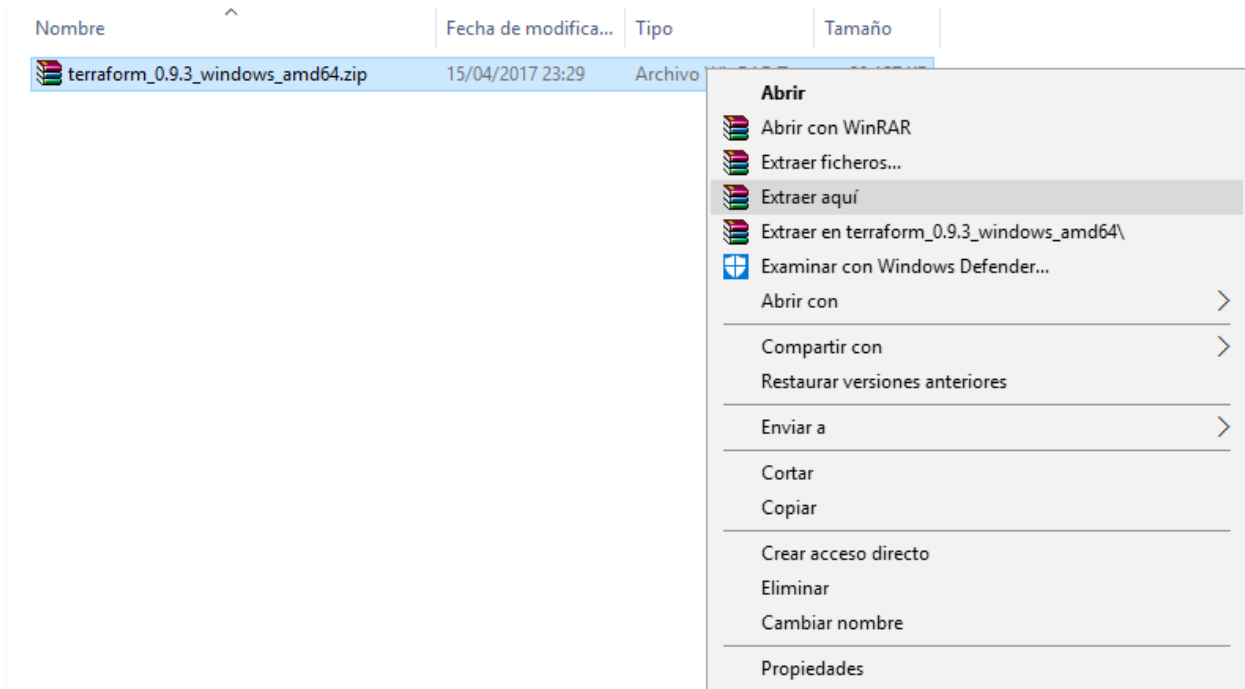 Nombre Fecha de modifica... Tipo Tamaño
terraform_0.9.3_windows_amd64.zip 15/04/2017 23:29 Archivo
Abrir
Abrir con WinRAR
Extraer ficheros...
Extraer aquí
Extraer en terraform_0.9.3_windows_amd64\
Examinar con Windows Defender...
Abrir con
Compartir con
Restaurar versiones anteriores
Enviar a
Cortar
Copiar
Crear acceso directo
Eliminar
Cambiar nombre
Propiedades